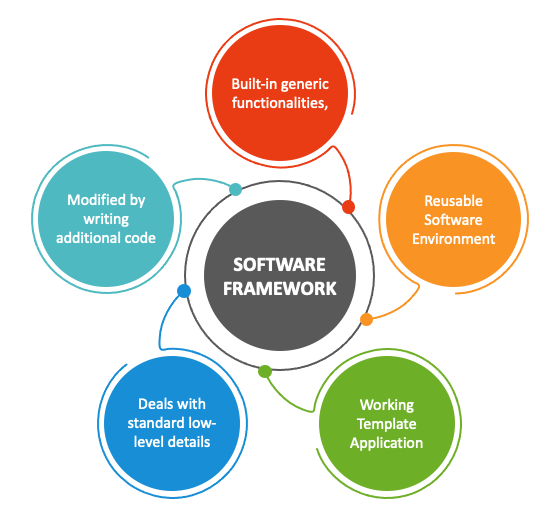 Built-in generic
functionalities,
Modified by
writing
additional code
Reusable
Software
Environment
SOFTWARE
FRAMEWORK
Deals with
standard low-
level details
Working
Template
Application